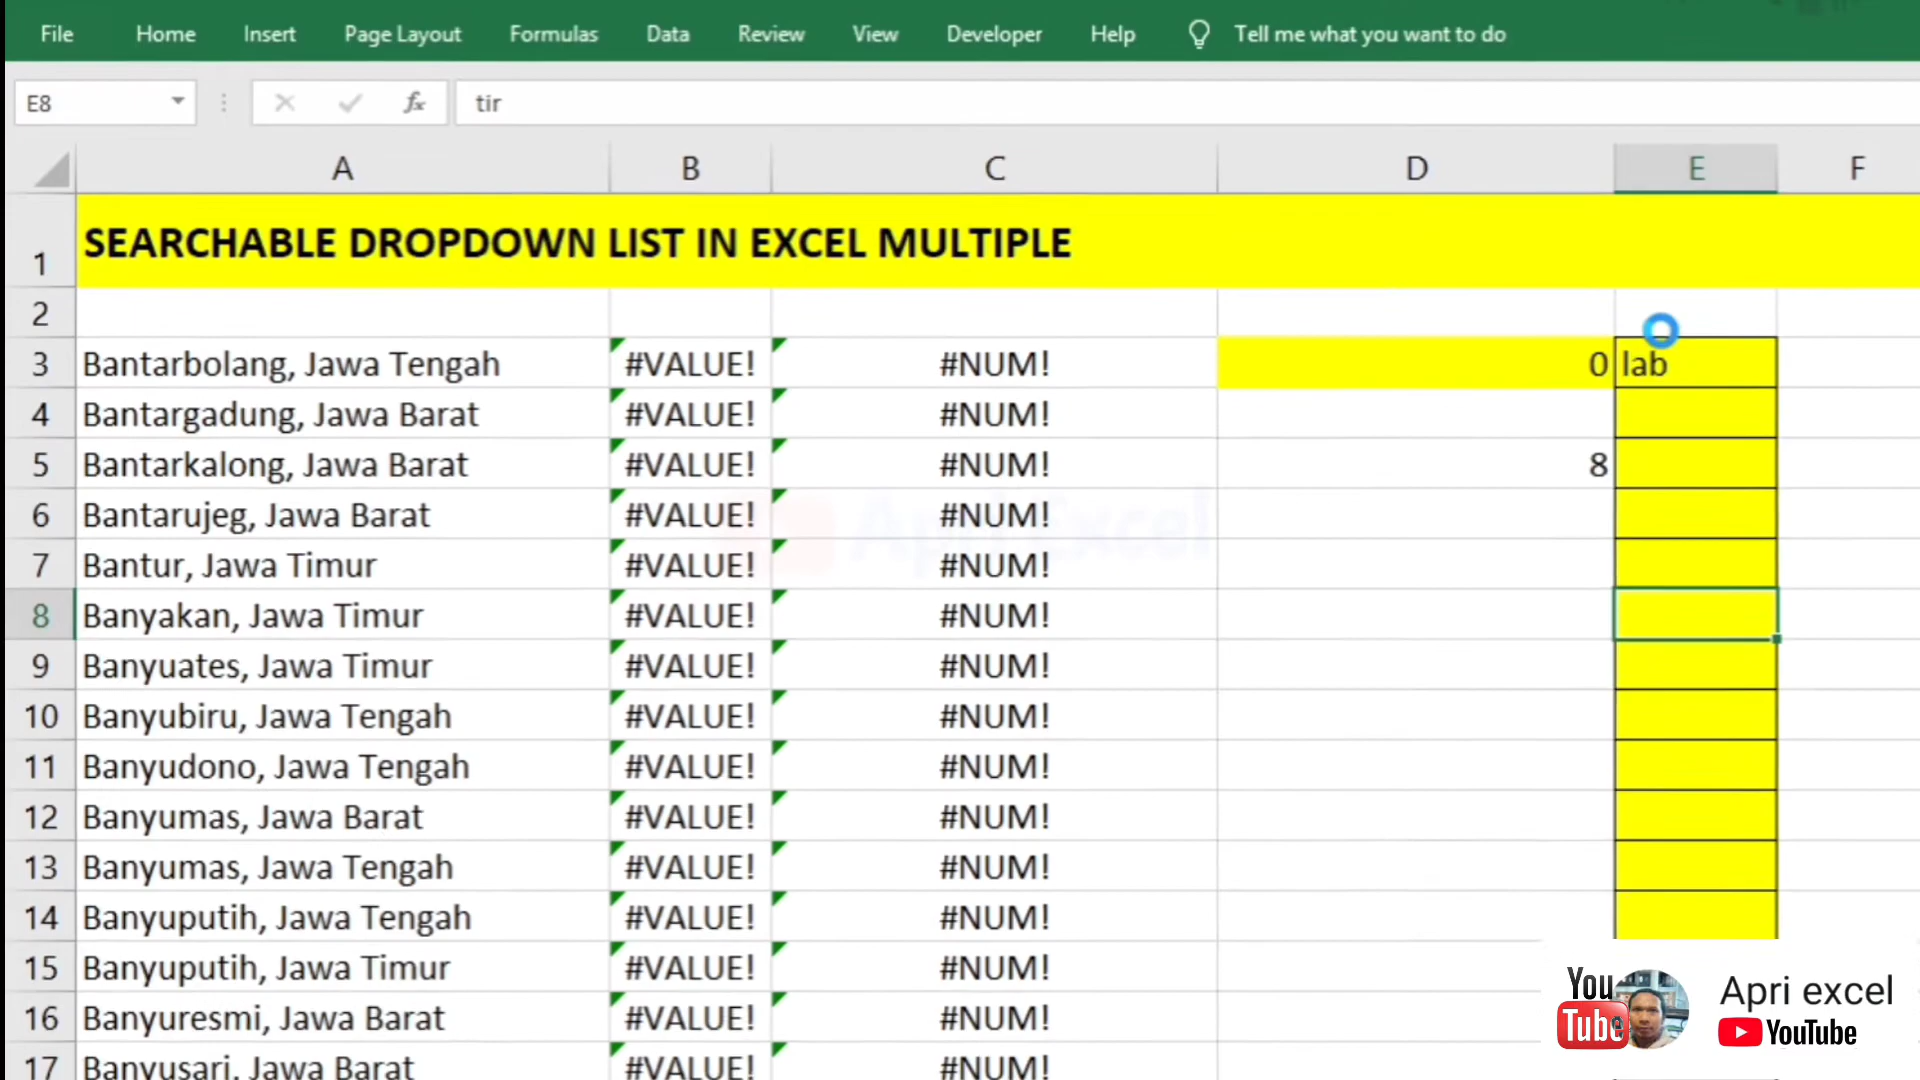 File Home Insert Page Layout Formulas Data Review View Developer Help Tell me what you want to do
E8 fx tir
A B C D E F
1 SEARCHABLE DROPDOWN LIST IN EXCEL MULTIPLE
2
3 Bantarbolang, Jawa Tengah #VALUE! #NUM! 0 lab
4 Bantargadung, Jawa Barat #VALUE! #NUM!
5 Bantarkalong, Jawa Barat #VALUE! #NUM! 8
6 Bantarujeg, Jawa Barat #VALUE! #NUM!
Apri Excel
7 Bantur, Jawa Timur #VALUE! #NUM!
8 Banyakan, Jawa Timur #VALUE! #NUM!
9 Banyuates, Jawa Timur #VALUE! #NUM!
10 Banyubiru, Jawa Tengah #VALUE! #NUM!
11 Banyudono, Jawa Tengah #VALUE! #NUM!
12 Banyumas, Jawa Barat #VALUE! #NUM!
13 Banyumas, Jawa Tengah #VALUE! #NUM!
14 Banyuputih, Jawa Tengah #VALUE! #NUM!
15 Banyuputih, Jawa Timur #VALUE! #NUM!
16 Banyuresmi, Jawa Barat #VALUE! #NUM!
17 Banyusari, Jawa Barat #VALUE! #NUM!
You Tube
Apri excel
YouTube